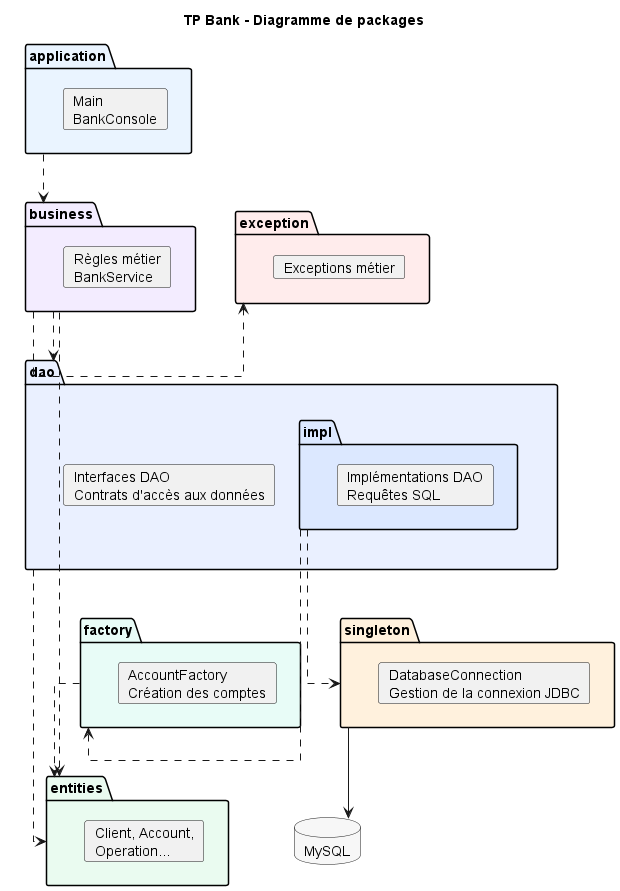 TP Bank - Diagramme de packages
application
Main
BankConsole
business
Règles métier
BankService
exception
Exceptions métier
dao
Interfaces DAO
Contrats d'accès aux données
impl
Implémentations DAO
Requêtes SQL
factory
AccountFactory
Création des comptes
singleton
DatabaseConnection
Gestion de la connexion JDBC
entities
Client, Account,
Operation...
MySQL